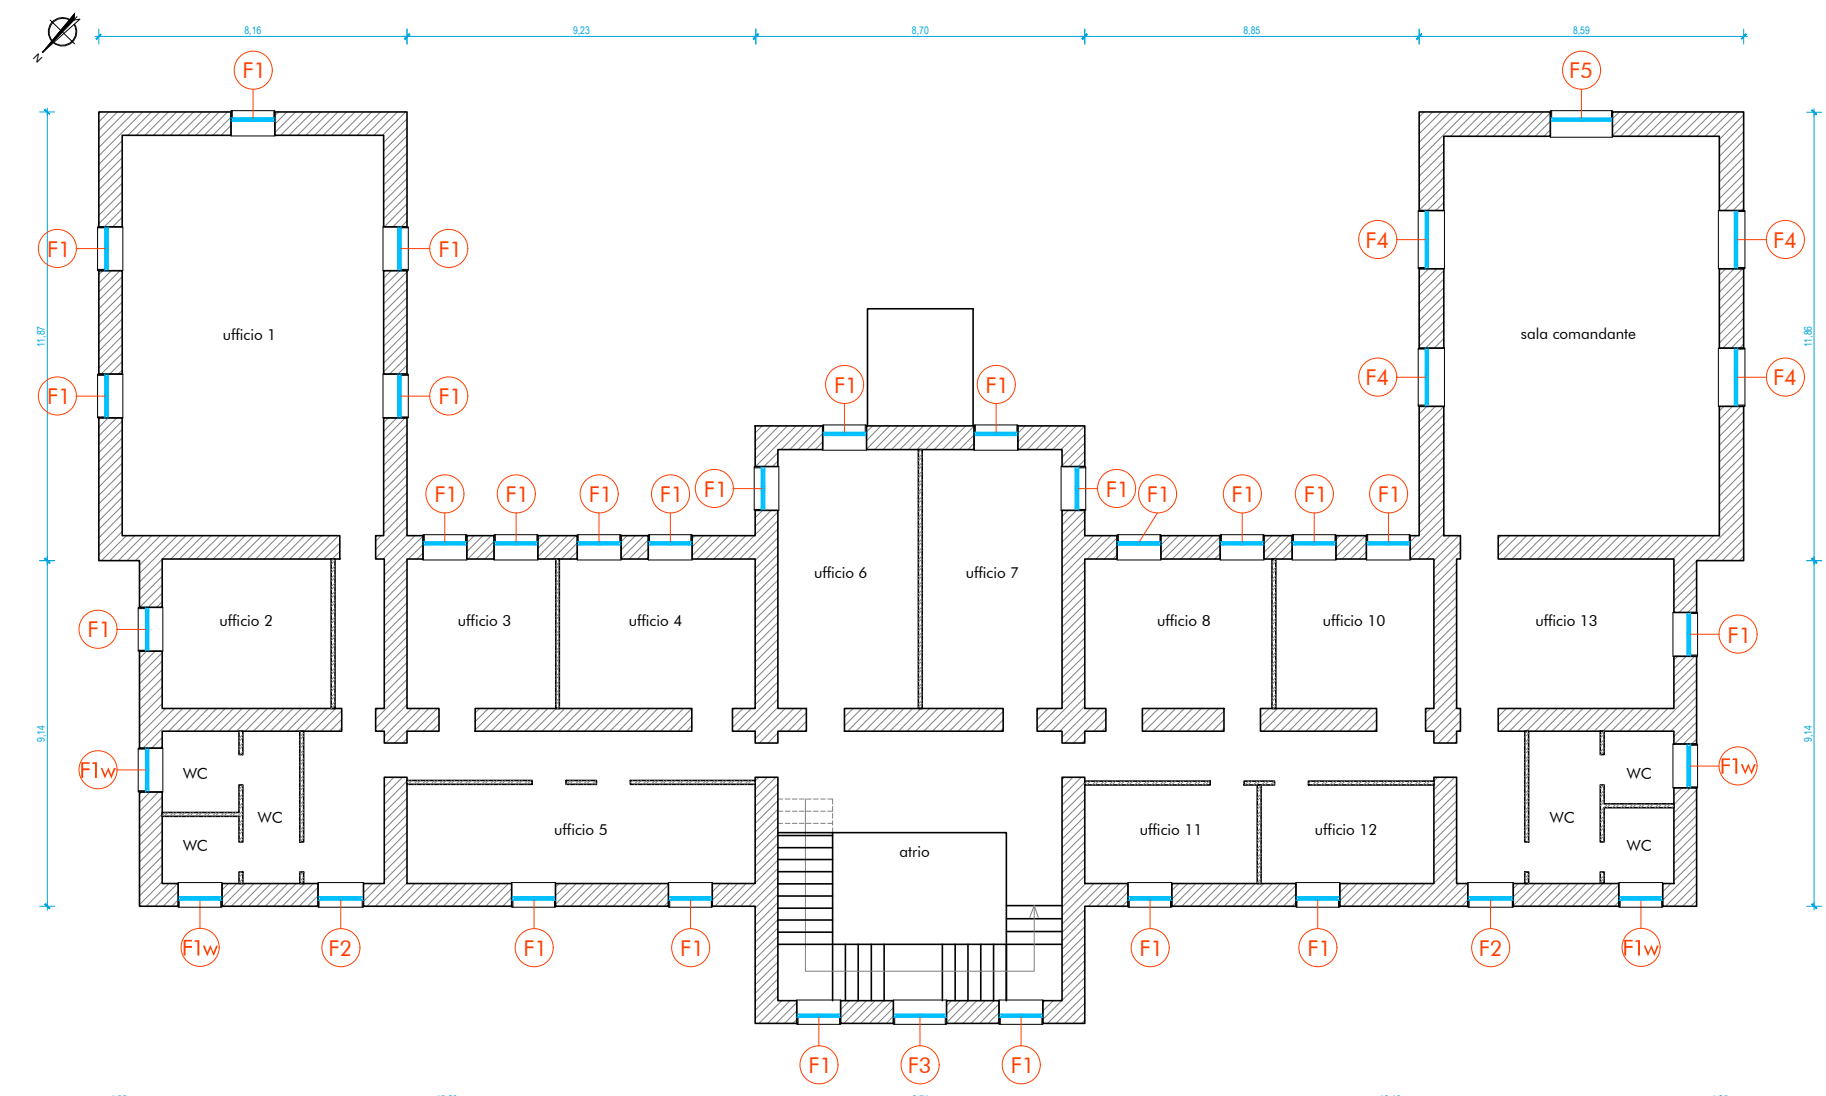 N
8,16
9,23
8,70
8,85
8,59
F1
F5
F1
F1
F4
F4
11,87
ufficio 1
sala comandante
11,86
F1
F1
F1
F1
F4
F4
F1
F1
F1
F1
F1
F1
F1
F1
F1
F1
ufficio 6
ufficio 7
ufficio 2
ufficio 3
ufficio 4
ufficio 8
ufficio 10
ufficio 13
F1
F1
9,14
9,14
F1w
WC
WC
F1w
WC
WC
ufficio 5
ufficio 11
ufficio 12
WC
WC
atrio
F1w
F2
F1
F1
F1
F1
F2
F1w
F1
F3
F1